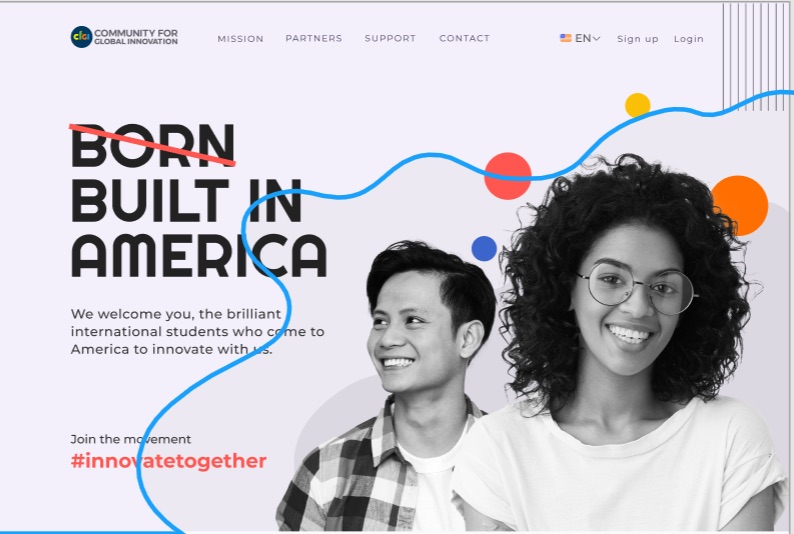 cfGI COMMUNITY FOR
GLOBAL INNOVATION
MISSION PARTNERS SUPPORT CONTACT EN Sign up Login
BORN
BUILT IN
AMERICA
We welcome you, the brilliant
international students who come to
America to innovate with us.
Join the movement
#innovatetogether